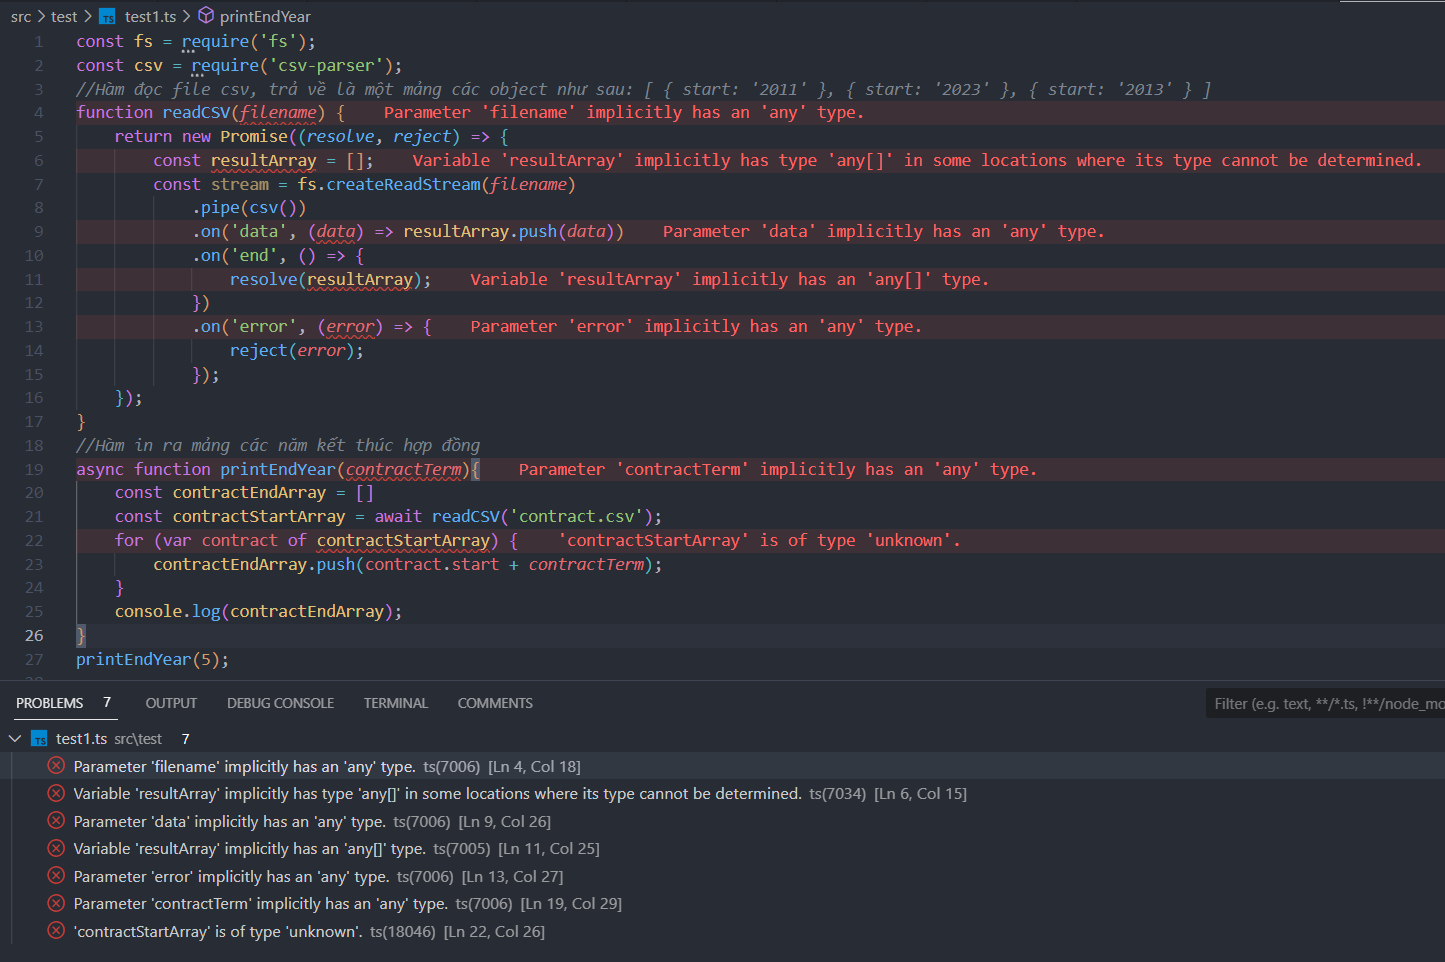 src > test > TS test1.ts > printEndYear
1 const fs = require('fs');
2 const csv = require('csv-parser');
3 //Hàm đọc file csv, trả về là một mảng các object như sau: [ { start: '2011' }, { start: '2023' }, { start: '2013' } ]
4 function readCSV(filename) { Parameter 'filename' implicitly has an 'any' type.
5 return new Promise((resolve, reject) => {
6 const resultArray = []; Variable 'resultArray' implicitly has type 'any[]' in some locations where its type cannot be determined.
7 const stream = fs.createReadStream(filename)
8 .pipe(csv())
9 .on('data', (data) => resultArray.push(data)) Parameter 'data' implicitly has an 'any' type.
10 .on('end', () => {
11 resolve(resultArray); Variable 'resultArray' implicitly has an 'any[]' type.
12 })
13 .on('error', (error) => { Parameter 'error' implicitly has an 'any' type.
14 reject(error);
15 });
16 });
17 }
18 //Hàm in ra mảng các năm kết thúc hợp đồng
19 async function printEndYear(contractTerm){ Parameter 'contractTerm' implicitly has an 'any' type.
20 const contractEndArray = []
21 const contractStartArray = await readCSV('contract.csv');
22 for (var contract of contractStartArray) { 'contractStartArray' is of type 'unknown'.
23 contractEndArray.push(contract.start + contractTerm);
24 }
25 console.log(contractEndArray);
26 }
27 printEndYear(5);
28
PROBLEMS 7 OUTPUT DEBUG CONSOLE TERMINAL COMMENTS Filter (e.g. text, **/*.ts, !**/node_mo
TS test1.ts src\test 7
Parameter 'filename' implicitly has an 'any' type. ts(7006) [Ln 4, Col 18]
Variable 'resultArray' implicitly has type 'any[]' in some locations where its type cannot be determined. ts(7034) [Ln 6, Col 15]
Parameter 'data' implicitly has an 'any' type. ts(7006) [Ln 9, Col 26]
Variable 'resultArray' implicitly has an 'any[]' type. ts(7005) [Ln 11, Col 25]
Parameter 'error' implicitly has an 'any' type. ts(7006) [Ln 13, Col 27]
Parameter 'contractTerm' implicitly has an 'any' type. ts(7006) [Ln 19, Col 29]
'contractStartArray' is of type 'unknown'. ts(18046) [Ln 22, Col 26]